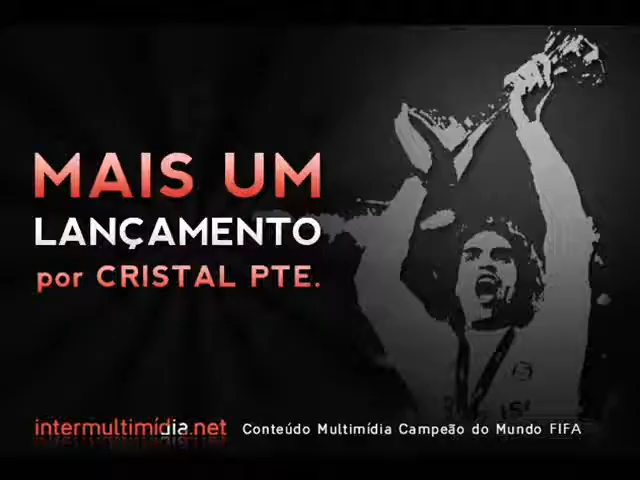 MAIS UM
LANÇAMENTO
por CRISTAL PTE.
intermultimídia.net Conteúdo Multimídia Campeão do Mundo FIFA